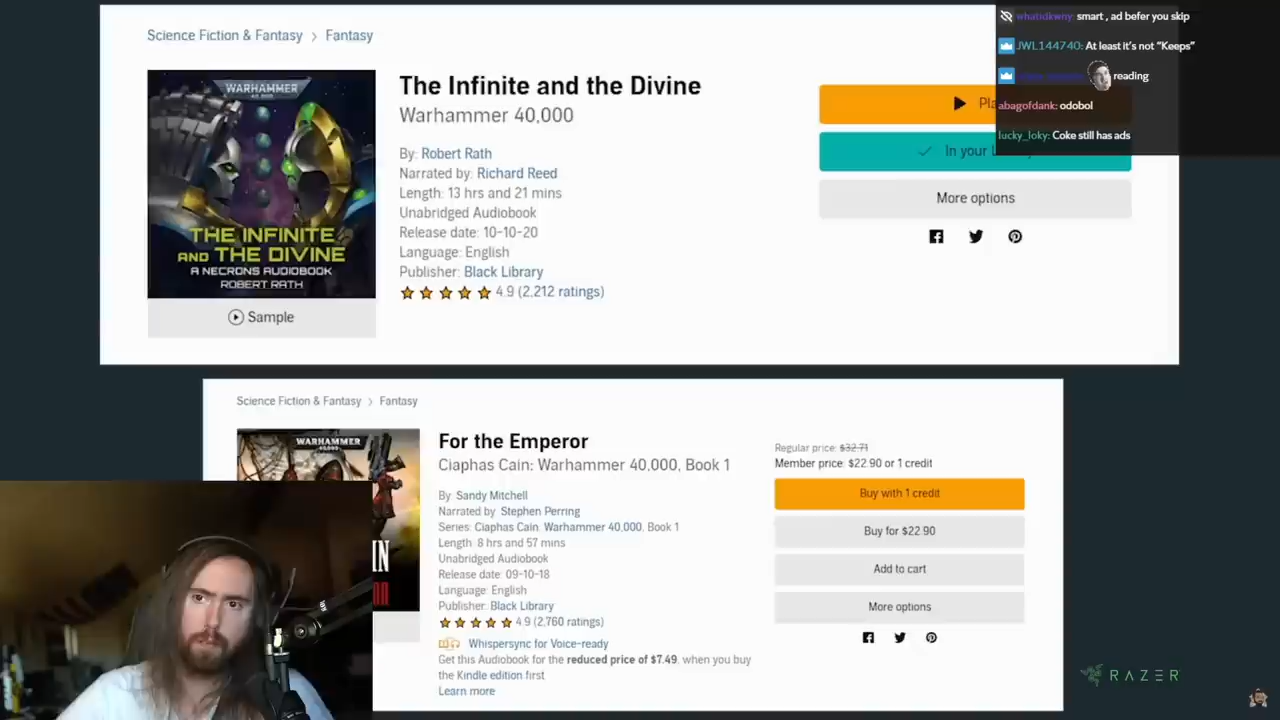 Science Fiction & Fantasy > Fantasy
WARHAMMER
40,000
THE INFINITE
AND THE DIVINE
A NECRONS AUDIOBOOK
ROBERT RATH
Sample
The Infinite and the Divine
Warhammer 40,000
By: Robert Rath
Narrated by: Richard Reed
Length: 13 hrs and 21 mins
Unabridged Audiobook
Release date: 10-10-20
Language: English
Publisher: Black Library
4.9 (2,212 ratings)
In your
More options
whatidkwny: smart , ad befer you skip
JWL144740: At least it's not "Keeps"
reading
abagofdank: odobol
lucky_loky: Coke still has ads
Science Fiction & Fantasy > Fantasy
WARHAMMER
40,000
For the Emperor
Ciaphas Cain: Warhammer 40,000, Book 1
By Sandy Mitchell
Narrated by Stephen Perring
Series: Ciaphas Cain: Warhammer 40,000, Book 1
Length: 8 hrs and 57 mins
Unabridged Audiobook
Release date: 09-10-18
Language: English
Publisher: Black Library
4.9 (2,760 ratings)
Whispersync for Voice-ready
Get this Audiobook for the reduced price of $7.49. when you buy
the Kindle edition first
Learn more
Regular price: $32.71
Member price: $22.90 or 1 credit
Buy with 1 credit
Buy for $22.90
Add to cart
More options
RAZER